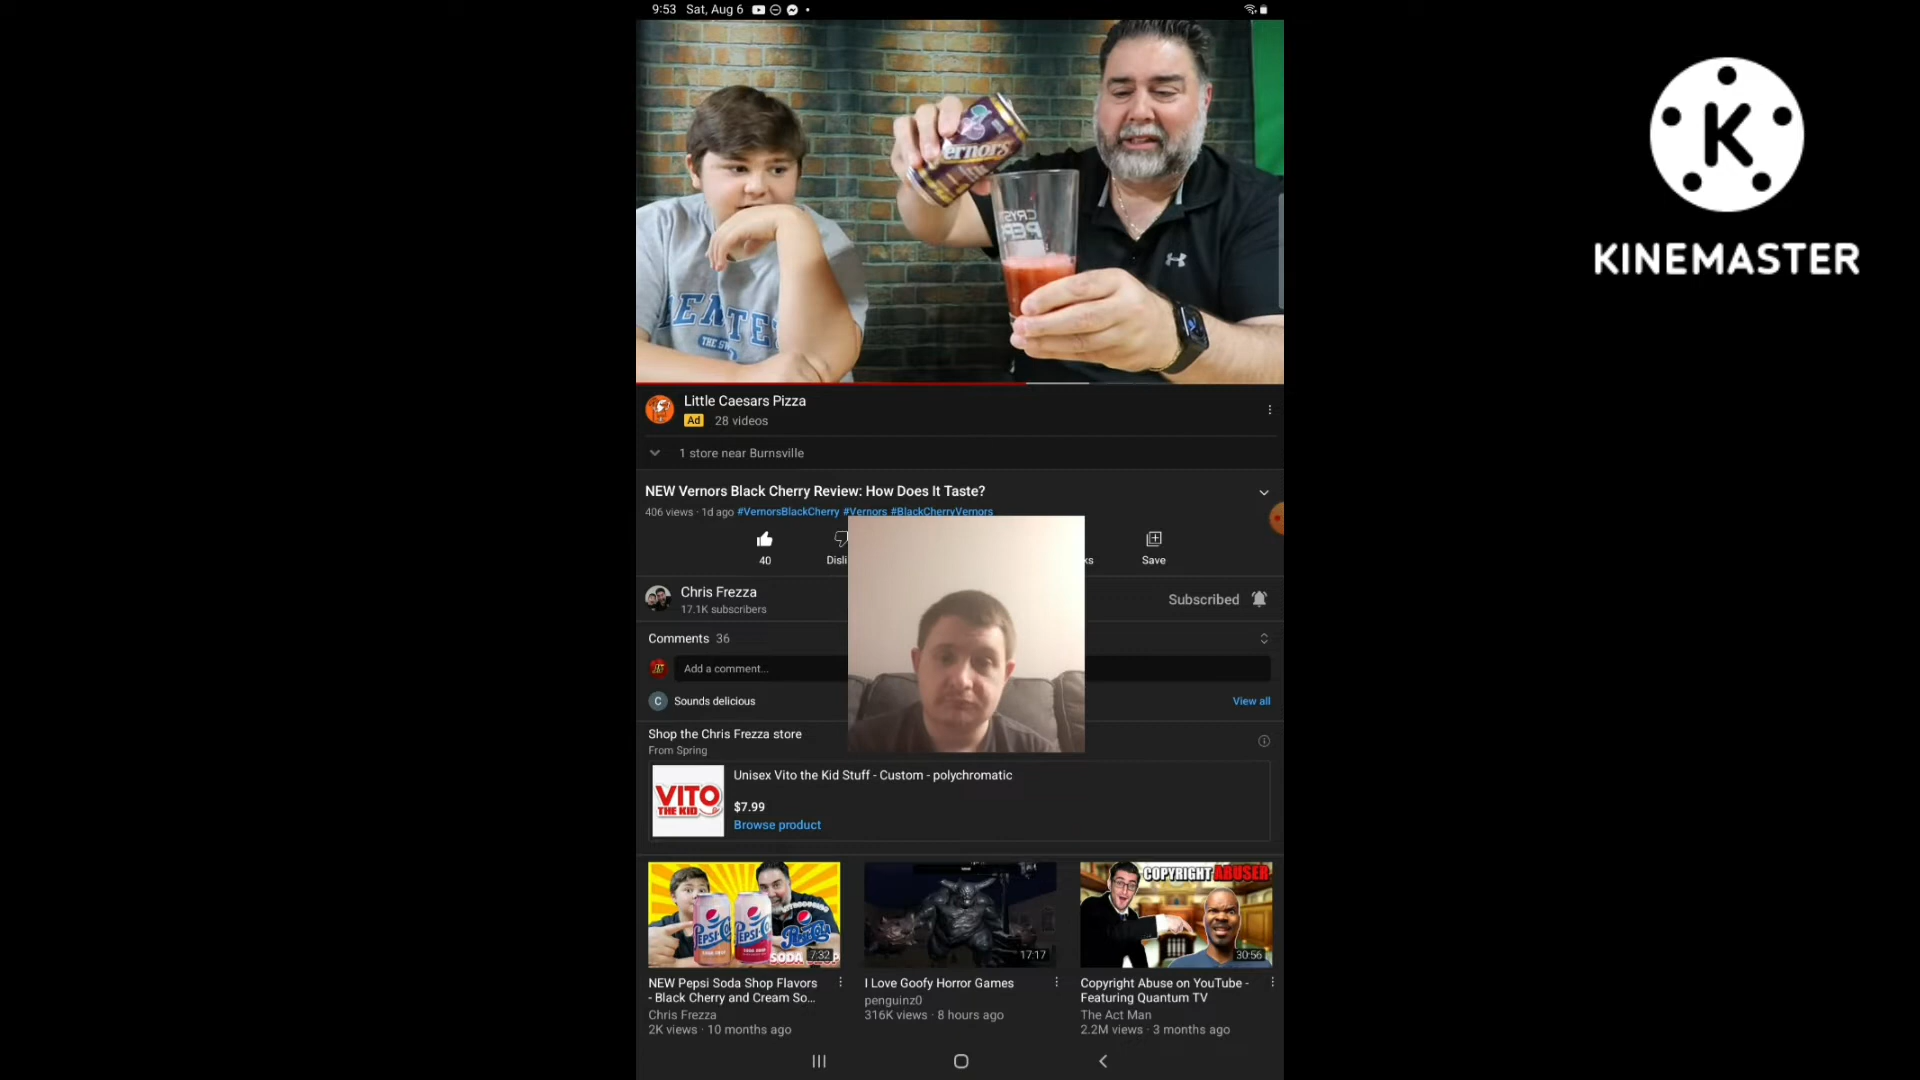 9:53 Sat, Aug 6
ernors
CRYST
PEP
THE SW
Little Caesars Pizza
Ad 28 videos
1 store near Burnsville
NEW Vernors Black Cherry Review: How Does It Taste?
406 views · 1d ago #VernorsBlackCherry #Vernors #BlackCherryVernors
40
Disli
ks
Save
Chris Frezza
17.1K subscribers
Subscribed
Comments 36
Add a comment...
C Sounds delicious
View all
Shop the Chris Frezza store
From Spring
VITO
THE KID
Unisex Vito the Kid Stuff - Custom - polychromatic
$7.99
Browse product
7:32
17:17
COPYRIGHT ABUSER
30:56
NEW Pepsi Soda Shop Flavors
- Black Cherry and Cream So...
Chris Frezza
2K views · 10 months ago
I Love Goofy Horror Games
penguinz0
316K views · 8 hours ago
Copyright Abuse on YouTube -
Featuring Quantum TV
The Act Man
2.2M views · 3 months ago
K
KINEMASTER